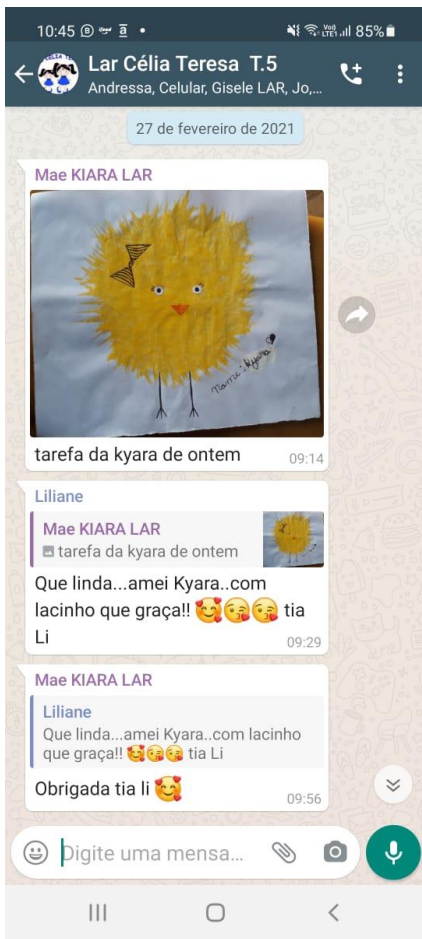 10:45
85%
Lar Célia Teresa T.5
Andressa, Celular, Gisele LAR, Jo,...
27 de fevereiro de 2021
Mae KIARA LAR
Name: Kyara
tarefa da kyara de ontem
09:14
Liliane
Mae KIARA LAR
tarefa da kyara de ontem
Que linda...amei Kyara..com
lacinho que graça!! 🥰😘😘 tia
Li
09:29
Mae KIARA LAR
Liliane
Que linda...amei Kyara..com lacinho
que graça!! 🥰😘😘 tia Li
Obrigada tia li 🥰
09:56
Digite uma mensa...